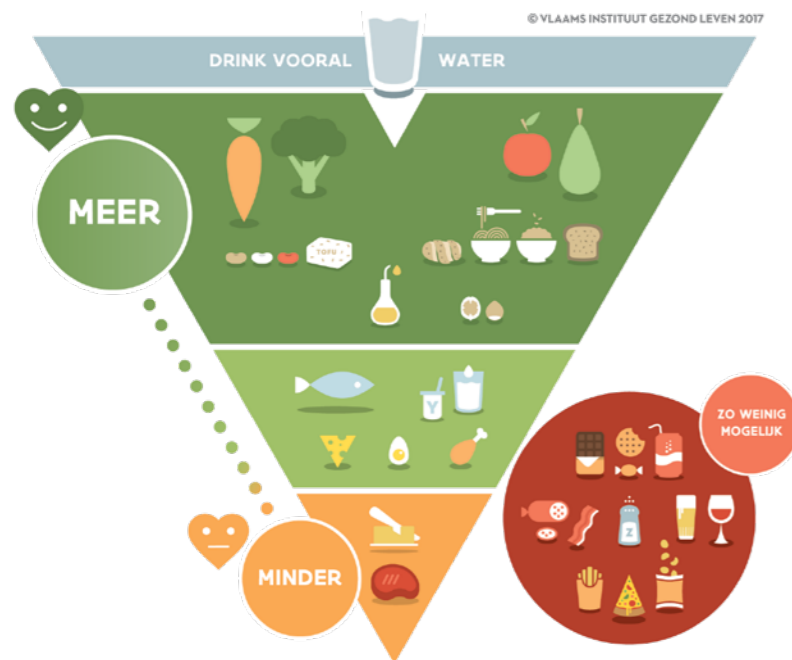 © VLAAMS INSTITUUT GEZOND LEVEN 2017
DRINK VOORAL WATER
MEER
TOFU
Y
ZO WEINIG
MOGELIJK
Z
MINDER